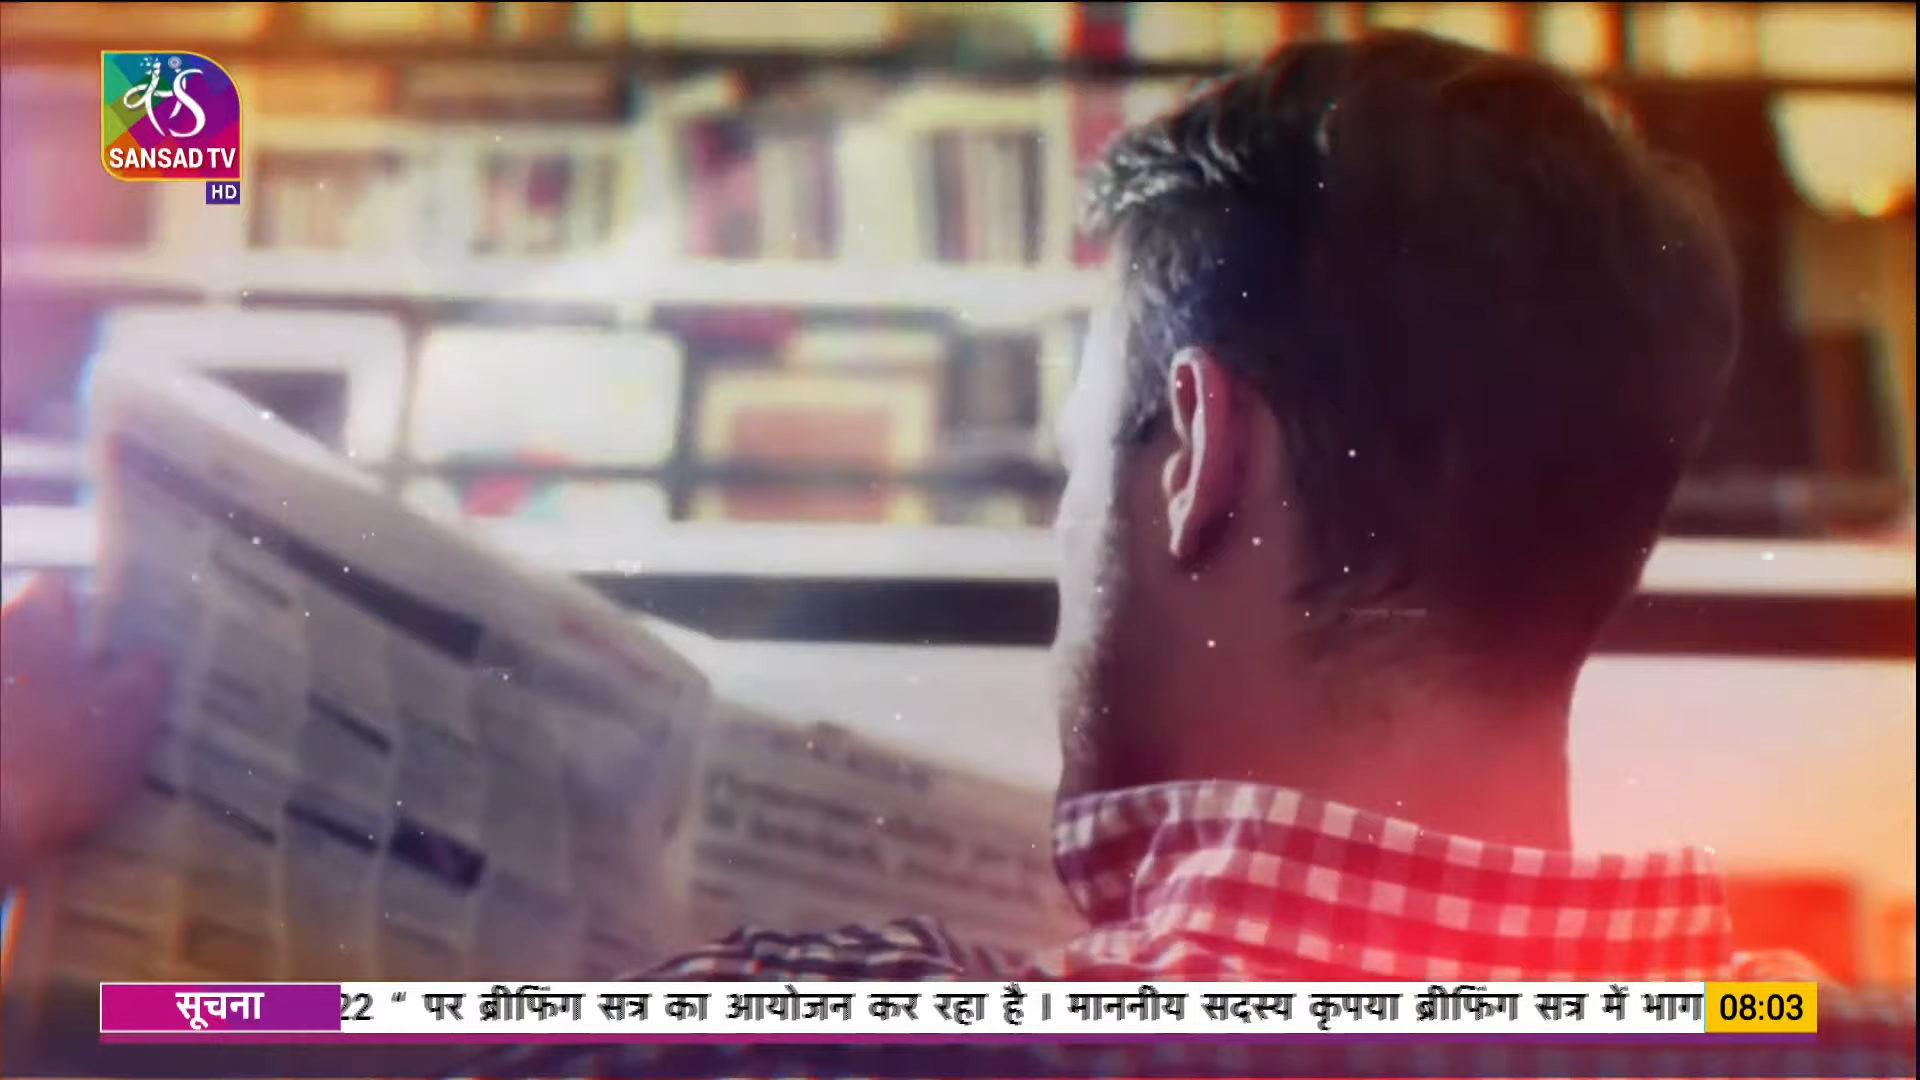 SANSAD TV
HD
सूचना
22 “ पर ब्रीफिंग सत्र का आयोजन कर रहा है । माननीय सदस्य कृपया ब्रीफिंग सत्र में भाग
08:03